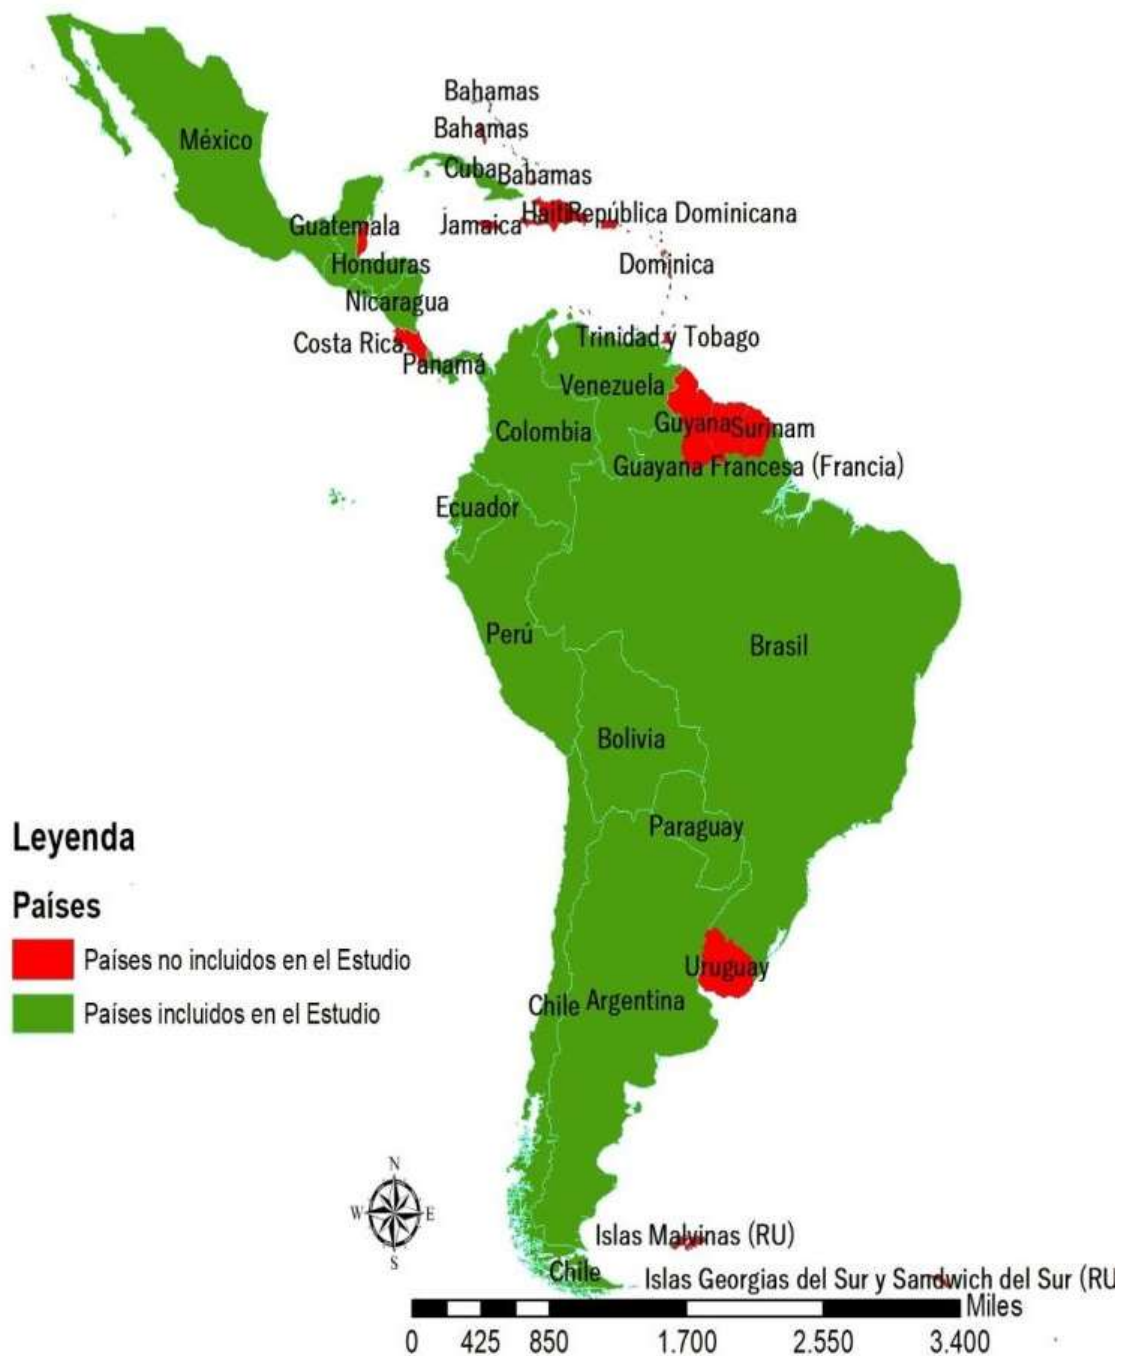 Bahamas
Bahamas
México
Cuba
Bahamas
Haití
República Dominicana
Guatemala
Jamaica
Honduras
Dominica
Nicaragua
Costa Rica
Trinidad y Tobago
Panamá
Venezuela
Colombia
Guyana
Surinam
Guayana Francesa (Francia)
Ecuador
Perú
Brasil
Bolivia
Paraguay
Leyenda
Países
Países no incluidos en el Estudio
Uruguay
Chile
Argentina
Países incluidos en el Estudio
N
W
E
S
Islas Malvinas (RU)
Chile
Islas Georgias del Sur y Sandwich del Sur (RU
Miles
0 425 850 1.700 2.550 3.400